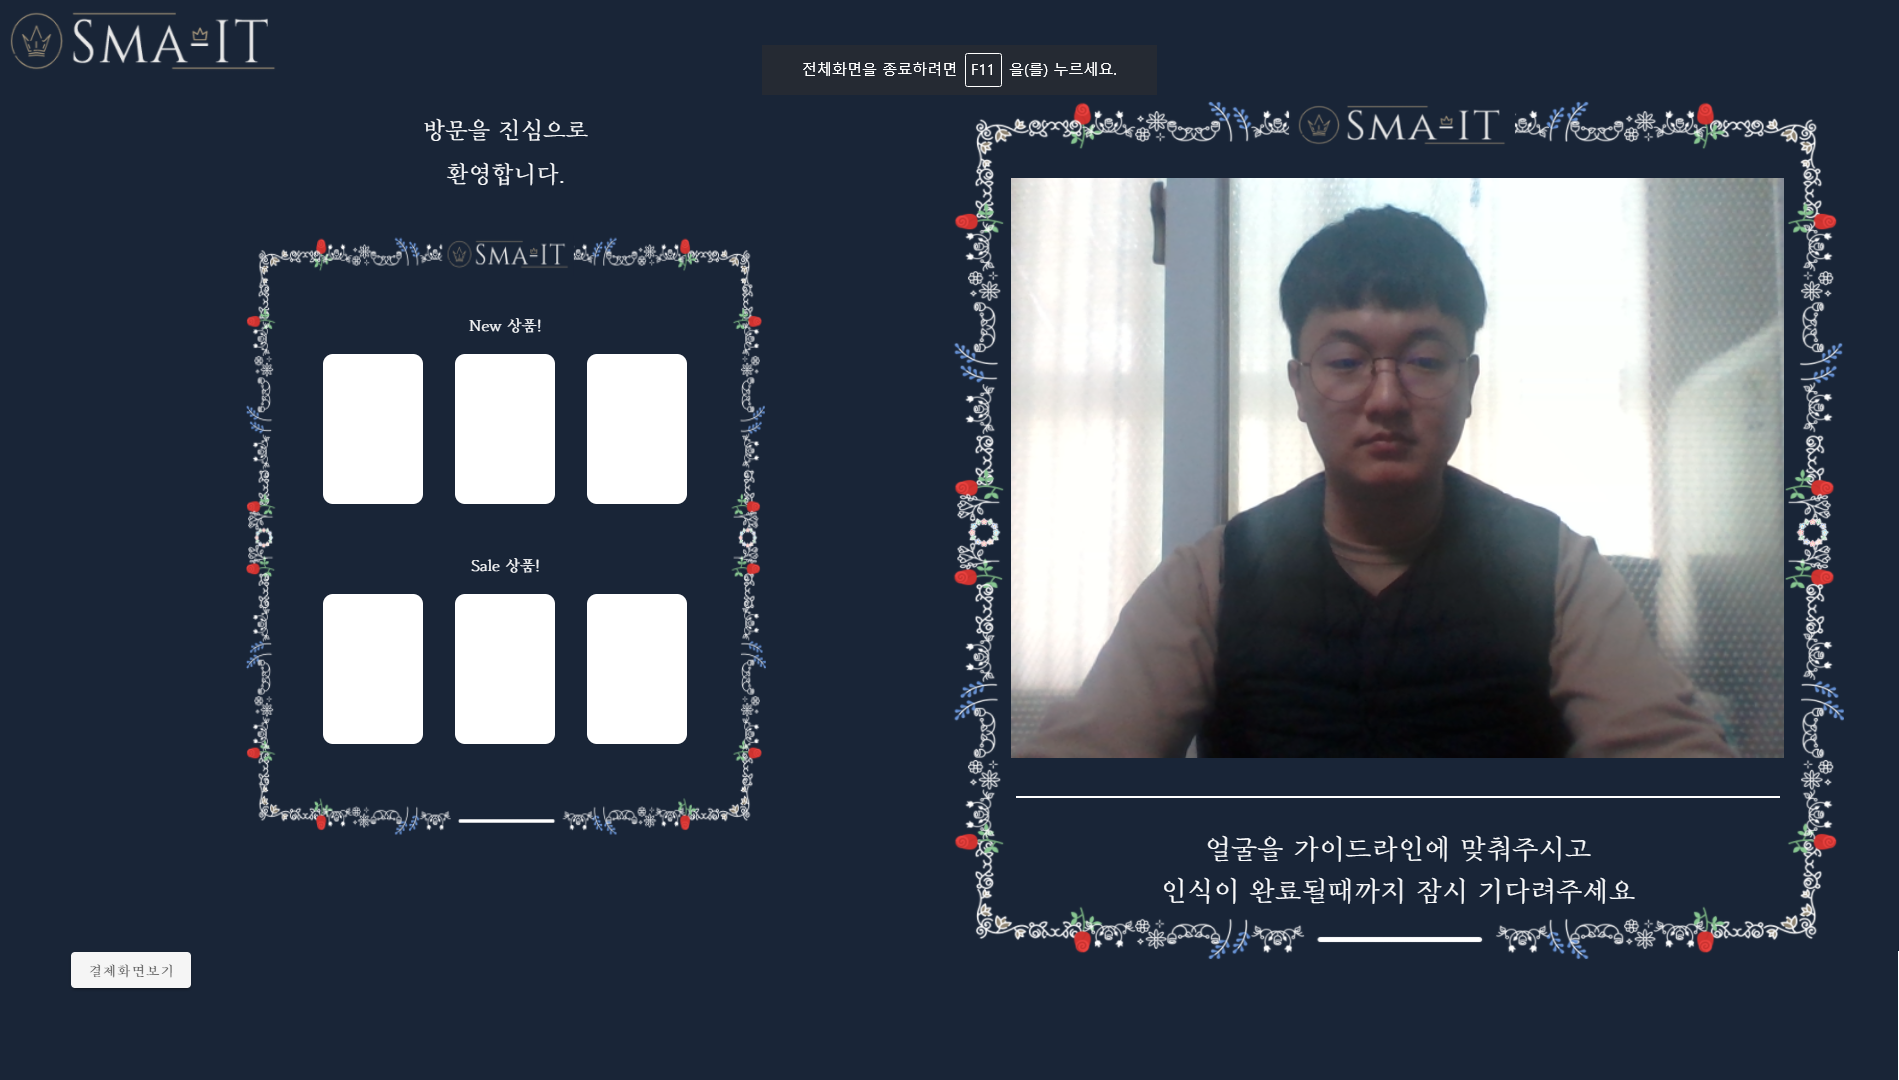 SMA-IT
전체화면을 종료하려면 F11 을(를) 누르세요.
방문을 진심으로
환영합니다.
SMA-IT
New 상품!
Sale 상품!
결제화면보기
SMA-IT
얼굴을 가이드라인에 맞춰주시고
인식이 완료될때까지 잠시 기다려주세요